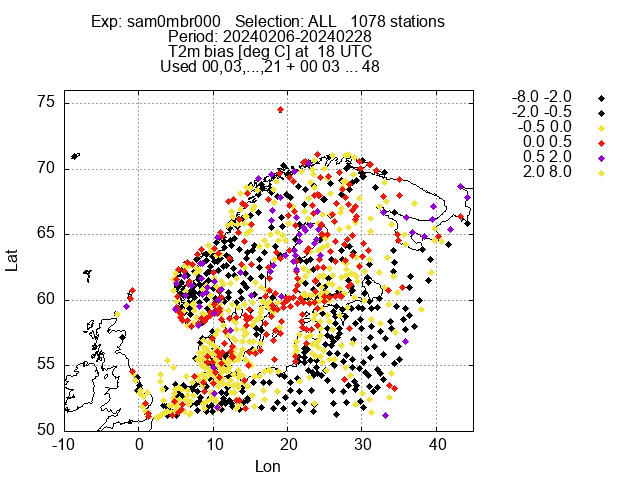 Exp: sam0mbr000 Selection: ALL 1078 stations
Period: 20240206-20240228
T2m bias [deg C] at 18 UTC
Used 00,03,...,21 + 00 03 ... 48
-8.0 -2.0
-2.0 -0.5
-0.5 0.0
0.0 0.5
0.5 2.0
2.0 8.0
75
70
65
60
55
50
Lat
-10 0 10 20 30 40
Lon